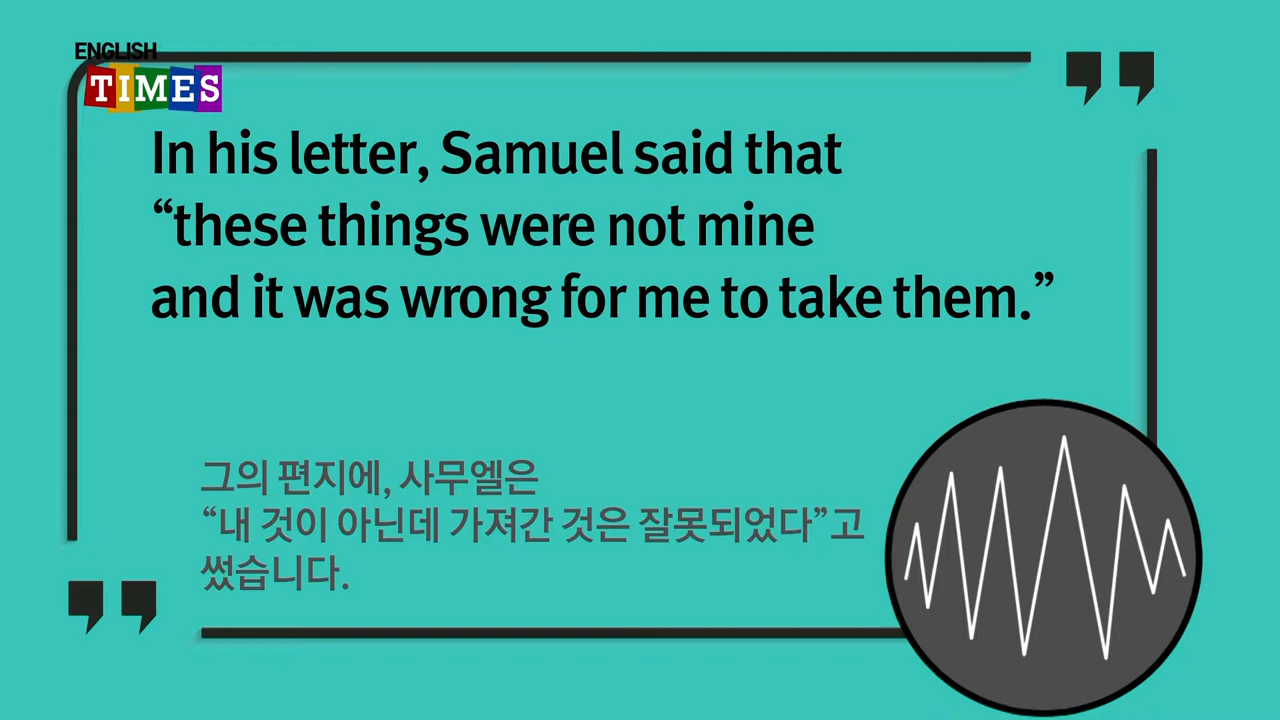 ENGLISH
TIMES
In his letter, Samuel said that
“these things were not mine
and it was wrong for me to take them.”
그의 편지에, 사무엘은
“내 것이 아닌데 가져간 것은 잘못되었다”고
썼습니다.